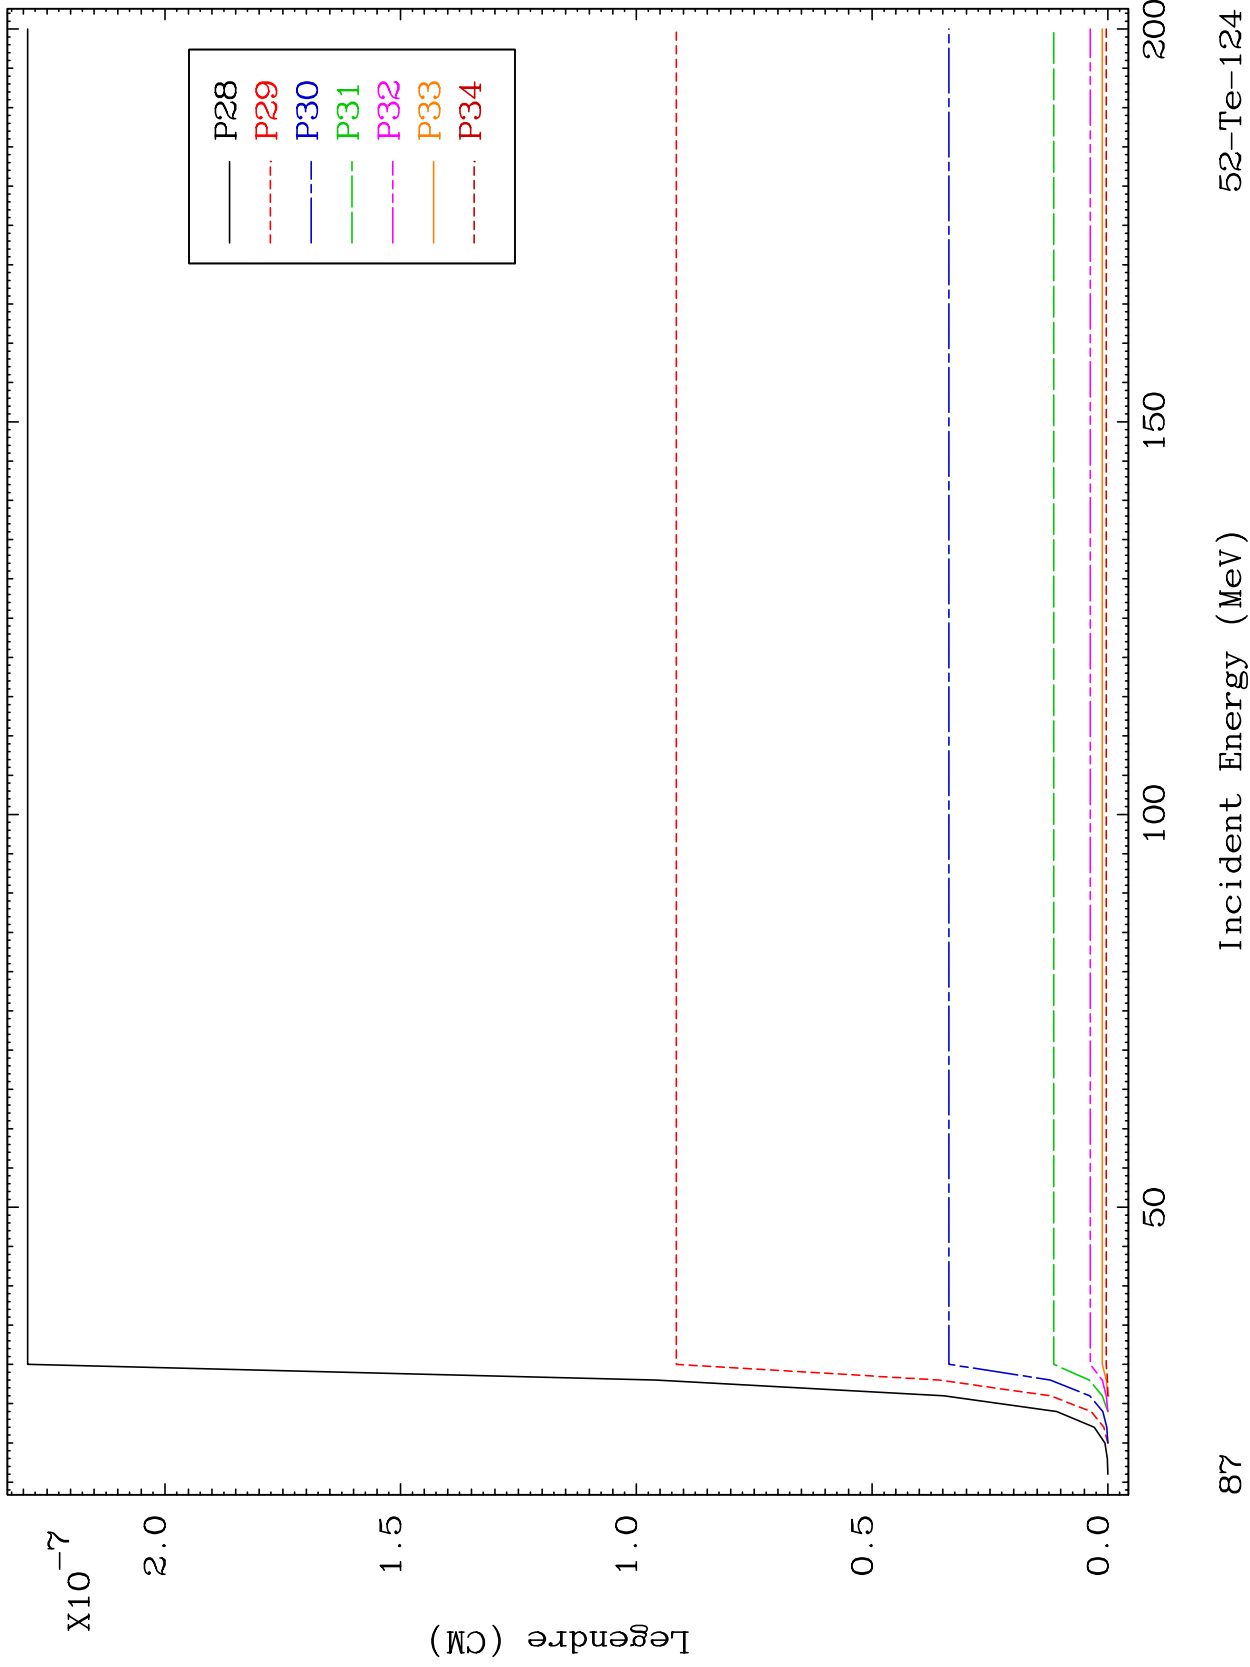 X10-7
2.0
1.5
1.0
0.5
0.0
Legendre (CM)
P28
P29
P30
P31
P32
P33
P34
50
100
150
200
Incident Energy (MeV)
87
52-Te-124